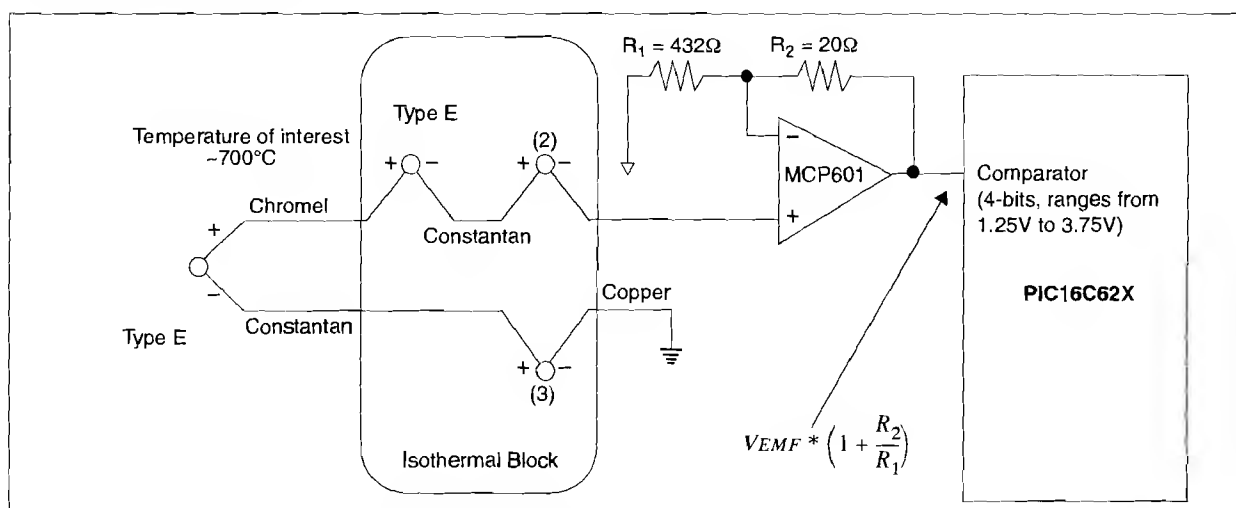 R1 = 432Ω
R2 = 20Ω
Type E
(2)
Temperature of interest
~700°C
+ −
+ −
−
MCP601
+
Comparator
(4-bits, ranges from
1.25V to 3.75V)
Chromel
Constantan
+
−
Copper
PIC16C62X
Constantan
Type E
+ −
(3)
VEMF * (1 + R2/R1)
Isothermal Block